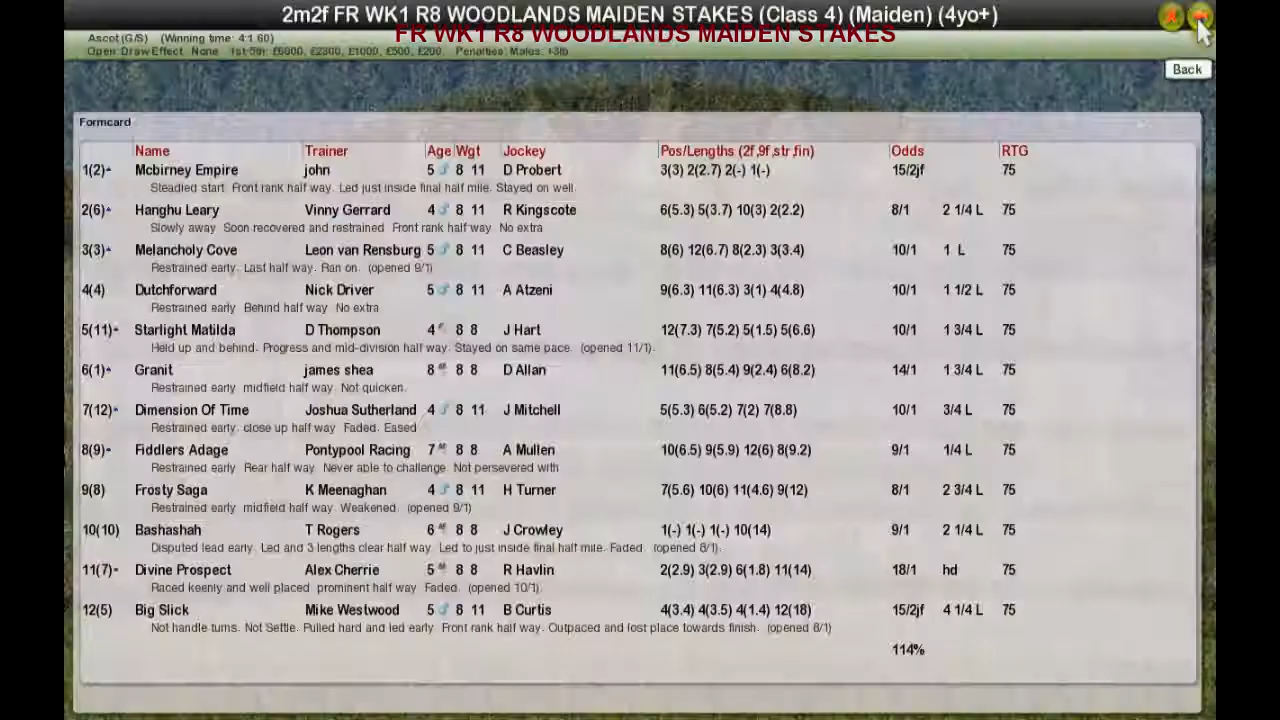 2m2f FR WK1 R8 WOODLANDS MAIDEN STAKES (Class 4) (Maiden) (4yo+)
FR WK1 R8 WOODLANDS MAIDEN STAKES
Ascot (G/S) (Winning time: 4:1.60)
Open: Draw Effect: None 1st-5th: £6000, £2300, £1000, £500, £200. Penalties: Males: +3lb
Back
Formcard
Name Trainer Age Wgt Jockey Pos/Lengths (2f,9f,str,fin) Odds RTG
1(2) Mcbirney Empire john 5 8 11 D Probert 3(3) 2(2.7) 2(-) 1(-) 15/2jf 75
Steadied start. Front rank half way. Led just inside final half mile. Stayed on well.
2(6) Hanghu Leary Vinny Gerrard 4 8 11 R Kingscote 6(5.3) 5(3.7) 10(3) 2(2.2) 8/1 2 1/4 L 75
Slowly away. Soon recovered and restrained. Front rank half way. No extra
3(3) Melancholy Cove Leon van Rensburg 5 8 11 C Beasley 8(6) 12(6.7) 8(2.3) 3(3.4) 10/1 1 L 75
Restrained early. Last half way. Ran on. (opened 9/1)
4(4) Dutchforward Nick Driver 5 8 11 A Atzeni 9(6.3) 11(6.3) 3(1) 4(4.8) 10/1 1 1/2 L 75
Restrained early. Behind half way. No extra
5(11) Starlight Matilda D Thompson 4 8 8 J Hart 12(7.3) 7(5.2) 5(1.5) 5(6.6) 10/1 1 3/4 L 75
Held up and behind. Progress and mid-division half way. Stayed on same pace. (opened 11/1).
6(1) Granit james shea 8 8 8 D Allan 11(6.5) 8(5.4) 9(2.4) 6(8.2) 14/1 1 3/4 L 75
Restrained early. midfield half way. Not quicken.
7(12) Dimension Of Time Joshua Sutherland 4 8 11 J Mitchell 5(5.3) 6(5.2) 7(2) 7(8.8) 10/1 3/4 L 75
Restrained early. close up half way. Faded. Eased
8(9) Fiddlers Adage Pontypool Racing 7 8 8 A Mullen 10(6.5) 9(5.9) 12(6) 8(9.2) 9/1 1/4 L 75
Restrained early. Rear half way. Never able to challenge. Not persevered with
9(8) Frosty Saga K Meenaghan 4 8 11 H Turner 7(5.6) 10(6) 11(4.6) 9(12) 8/1 2 3/4 L 75
Restrained early. midfield half way. Weakened. (opened 9/1)
10(10) Bashashah T Rogers 6 8 8 J Crowley 1(-) 1(-) 1(-) 10(14) 9/1 2 1/4 L 75
Disputed lead early. Led and 3 lengths clear half way. Led to just inside final half mile. Faded. (opened 8/1).
11(7) Divine Prospect Alex Cherrie 5 8 8 R Havlin 2(2.9) 3(2.9) 6(1.8) 11(14) 18/1 hd 75
Raced keenly and well placed. prominent half way. Faded. (opened 10/1).
12(5) Big Slick Mike Westwood 5 8 11 B Curtis 4(3.4) 4(3.5) 4(1.4) 12(18) 15/2jf 4 1/4 L 75
Not handle turns. Not Settle. Pulled hard and led early. Front rank half way. Outpaced and lost place towards finish. (opened 6/1)
114%